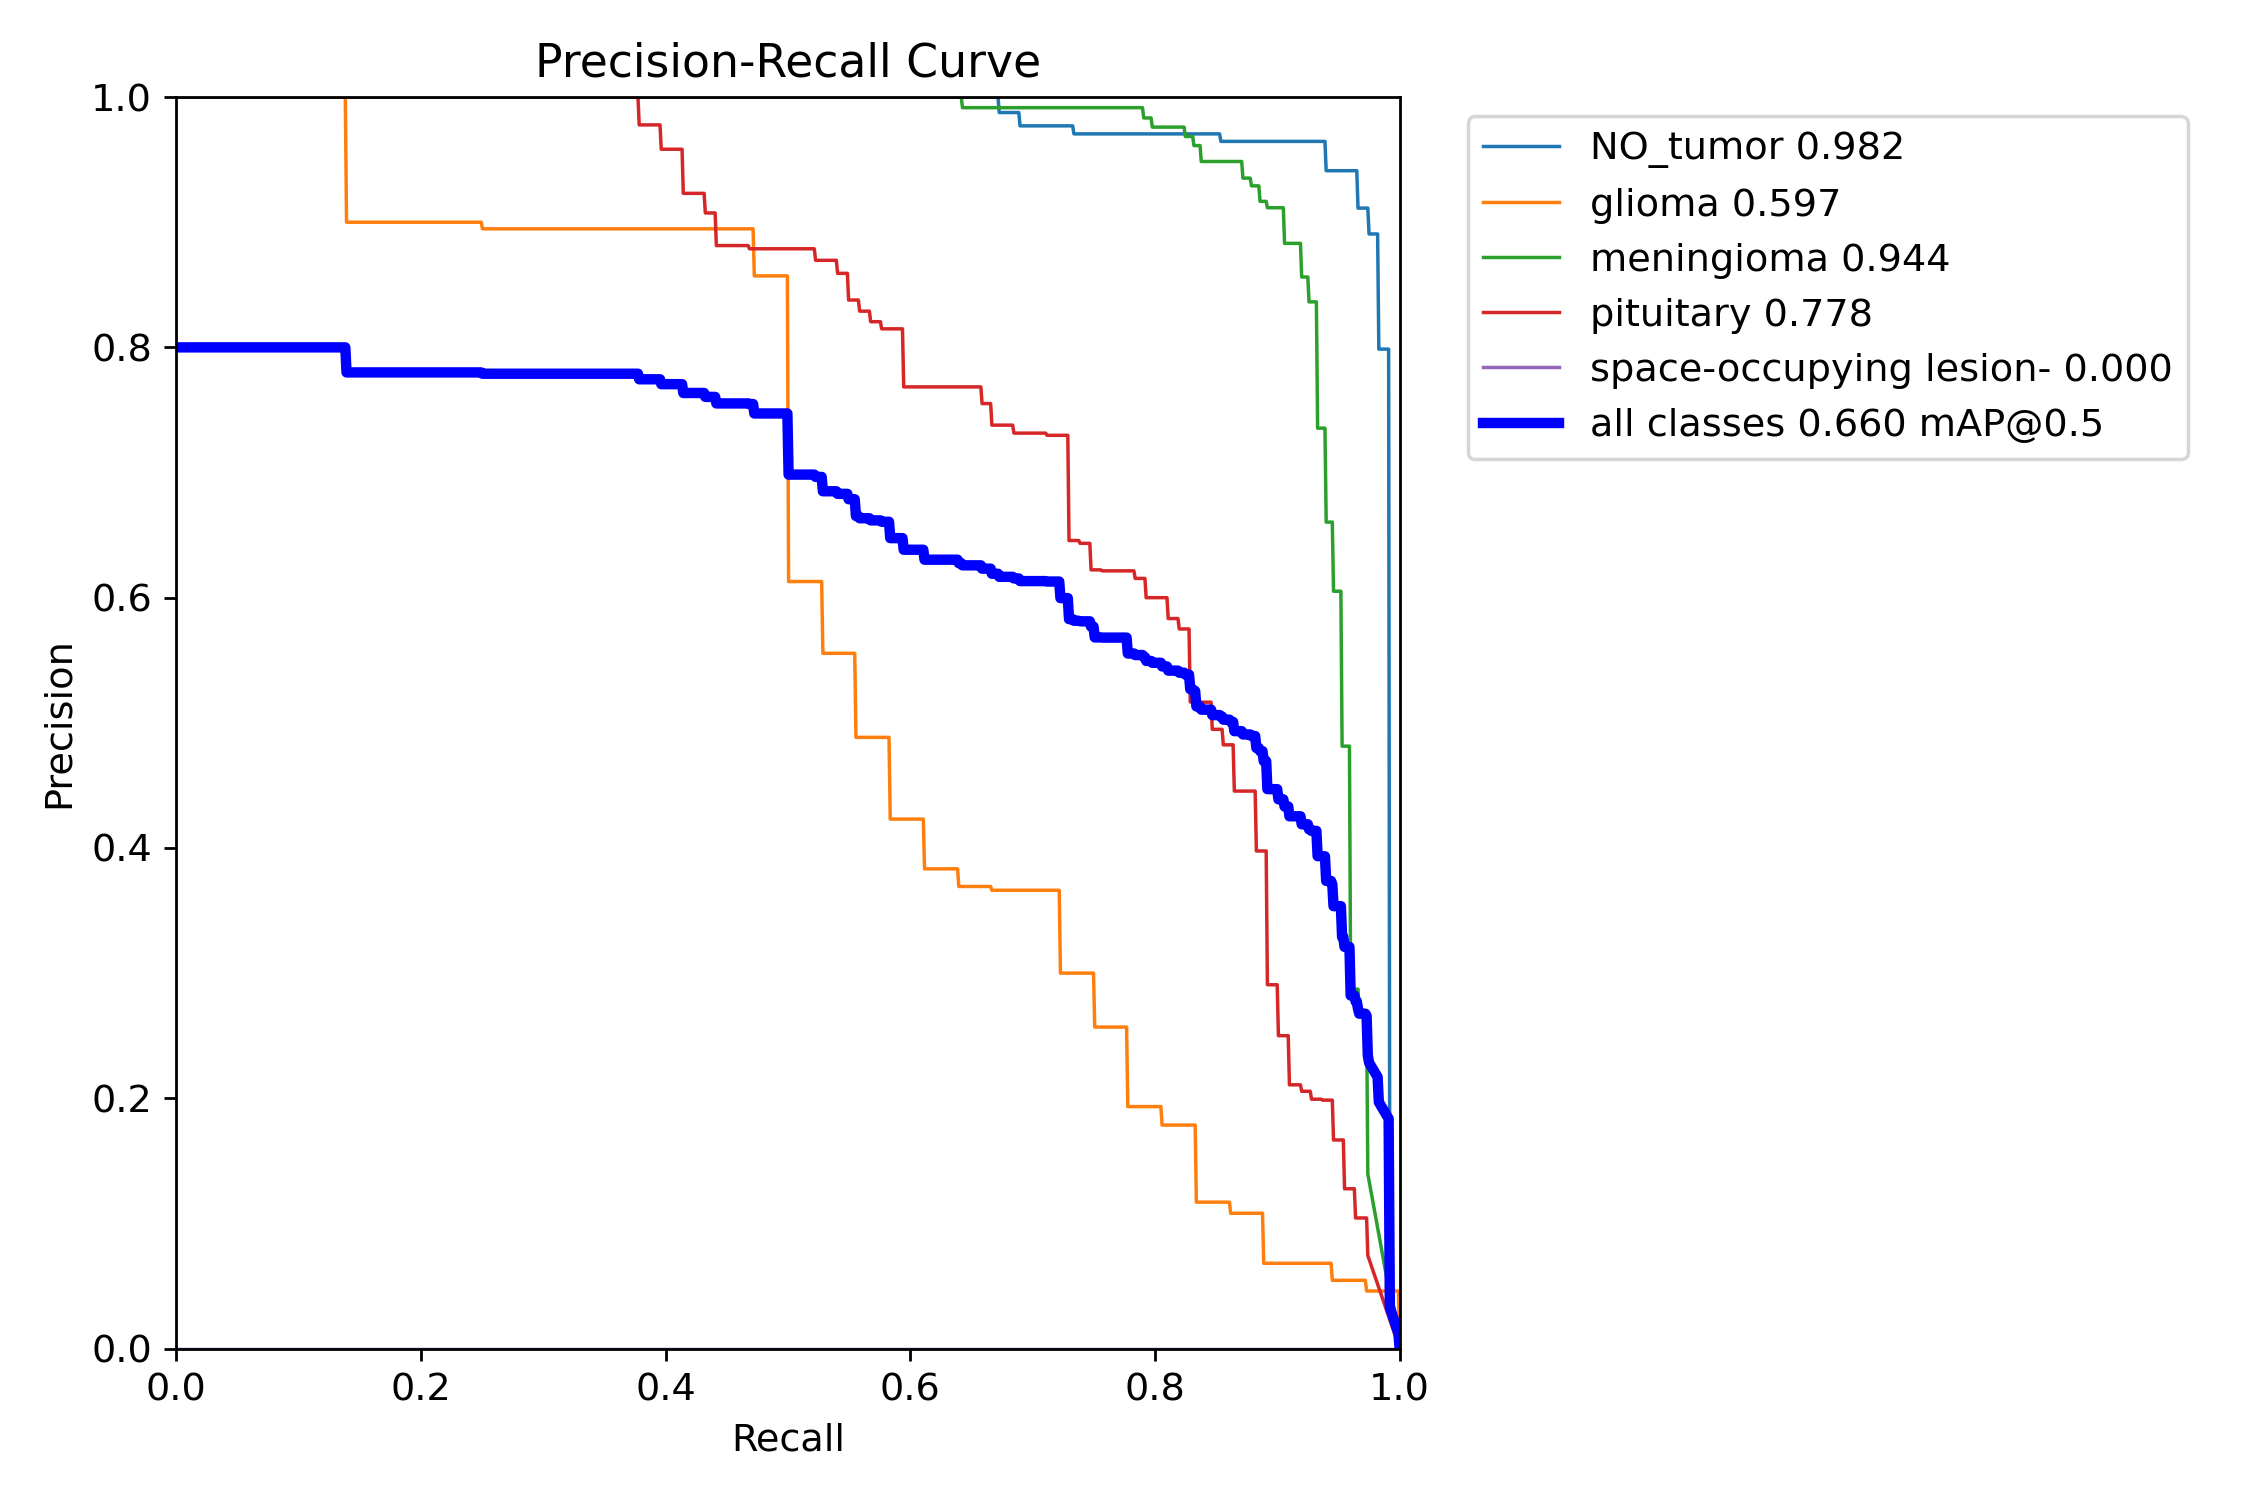 Precision-Recall Curve
1.0
0.8
0.6
0.4
0.2
0.0
Precision
0.0 0.2 0.4 0.6 0.8 1.0
Recall
NO_tumor 0.982
glioma 0.597
meningioma 0.944
pituitary 0.778
space-occupying lesion- 0.000
all classes 0.660 mAP@0.5